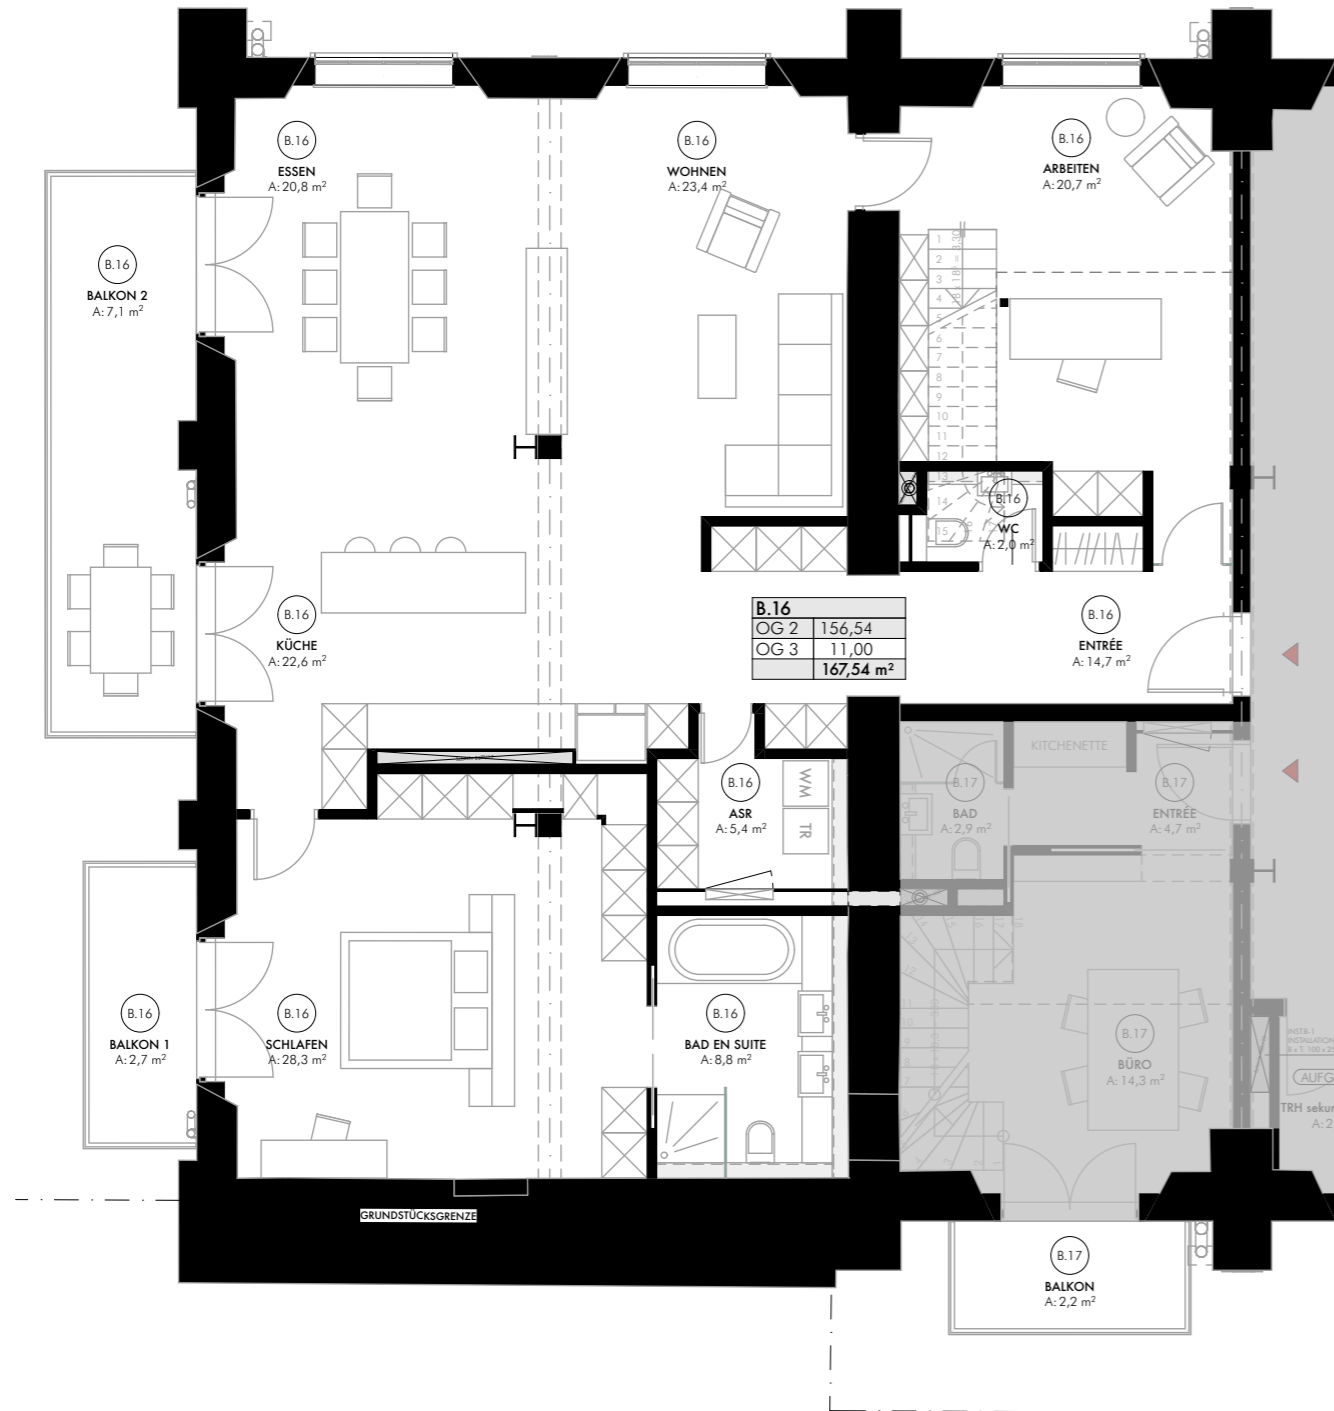 B.16
ESSEN
A: 20,8 m²
B.16
WOHNEN
A: 23,4 m²
B.16
ARBEITEN
A: 20,7 m²
B.16
BALKON 2
A: 7,1 m²
1
2
3
4
5
6
7
8
9
10
11
12
13
14
15
B.16
WC
A: 2,0 m²
B.16
KÜCHE
A: 22,6 m²
B.16
OG 2 156,54
OG 3 11,00
167,54 m²
B.16
ENTRÉE
A: 14,7 m²
KITCHENETTE
B.16
ASR
A: 5,4 m²
WM
TR
B.17
BAD
A: 2,9 m²
B.17
ENTRÉE
A: 4,7 m²
B.16
BALKON 1
A: 2,7 m²
B.16
SCHLAFEN
A: 28,3 m²
B.16
BAD EN SUITE
A: 8,8 m²
B.17
BÜRO
A: 14,3 m²
INST.B-1
INSTALLATION
AUFG
TRH sekun
A: 2
GRUNDSTÜCKSGRENZE
B.17
BALKON
A: 2,2 m²